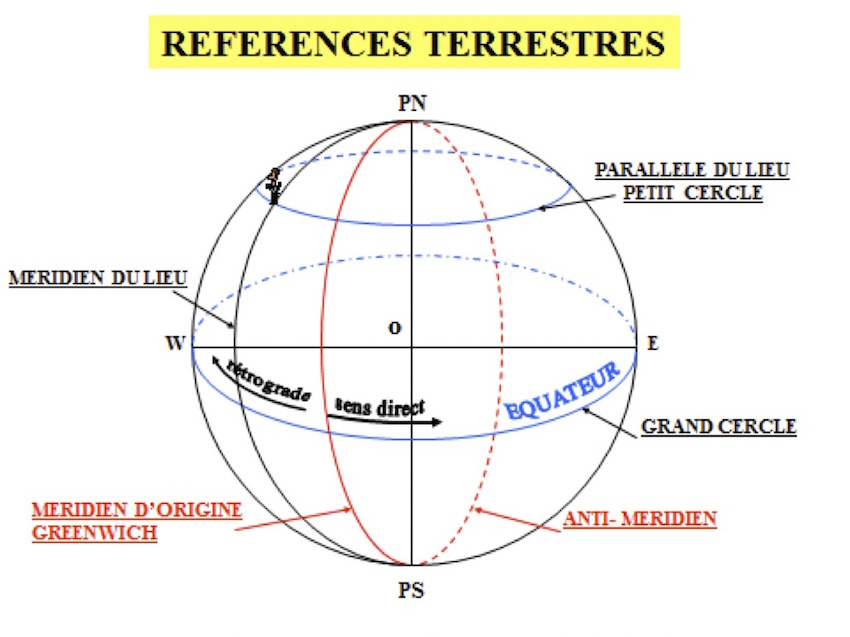 REFERENCES TERRESTRES
PN
PARALLELE DU LIEU
PETIT CERCLE
MERIDIEN DU LIEU
O
W
E
rétrograde
sens direct
EQUATEUR
GRAND CERCLE
MERIDIEN D'ORIGINE
GREENWICH
ANTI- MERIDIEN
PS